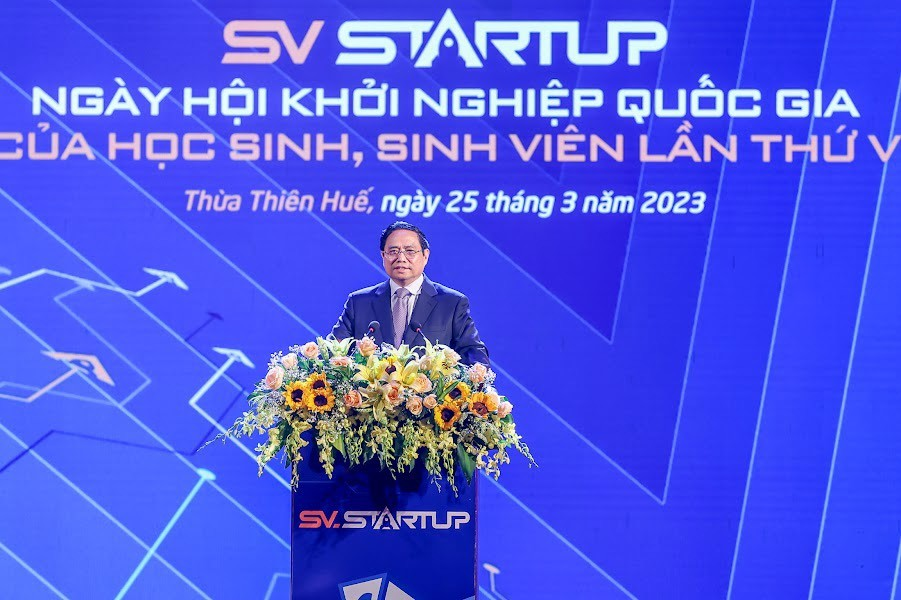 SV STARTUP
NGÀY HỘI KHỞI NGHIỆP QUỐC GIA
CỦA HỌC SINH, SINH VIÊN LẦN THỨ V
Thừa Thiên Huế, ngày 25 tháng 3 năm 2023
SV.STARTUP